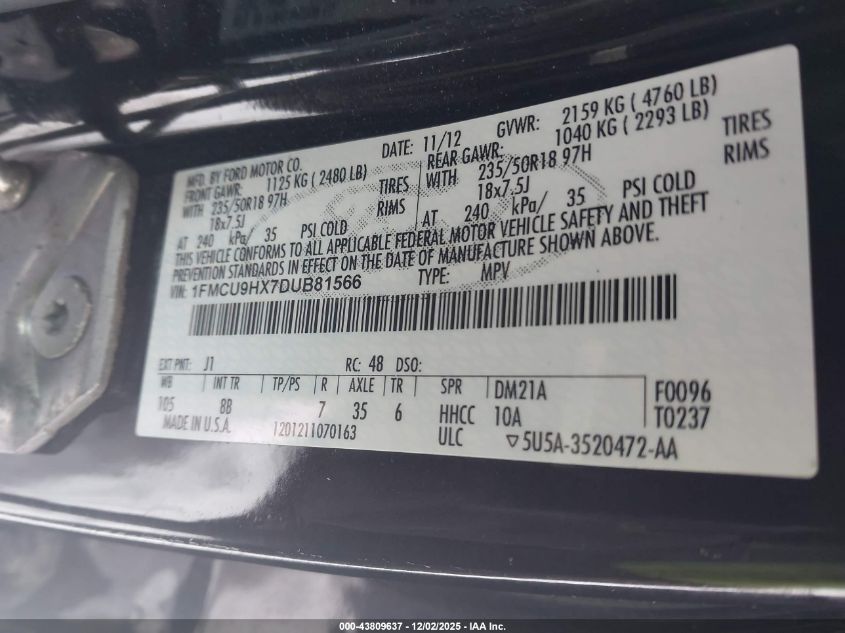 MFD. BY FORD MOTOR CO. DATE: 11/12 GVWR: 2159 KG ( 4760 LB)
FRONT GAWR: 1125 KG ( 2480 LB) REAR GAWR: 1040 KG ( 2293 LB)
WITH 235/50R18 97H TIRES WITH 235/50R18 97H TIRES
18x7.5J RIMS 18x7.5J RIMS
AT 240 kPa/ 35 PSI COLD AT 240 kPa/ 35 PSI COLD
THIS VEHICLE CONFORMS TO ALL APPLICABLE FEDERAL MOTOR VEHICLE SAFETY AND THEFT
PREVENTION STANDARDS IN EFFECT ON THE DATE OF MANUFACTURE SHOWN ABOVE.
VIN: 1FMCU9HX7DUB81566 TYPE: MPV
EXT PNT: J1 RC: 48 DSO:
WB INT TR TP/PS R AXLE TR SPR DM21A F0096
105 8B 7 35 6 HHCC 10A T0237
MADE IN U.S.A. 1201211070163 ULC ▽5U5A-3520472-AA
000-43809637 - 12/02/2025 - IAA Inc.